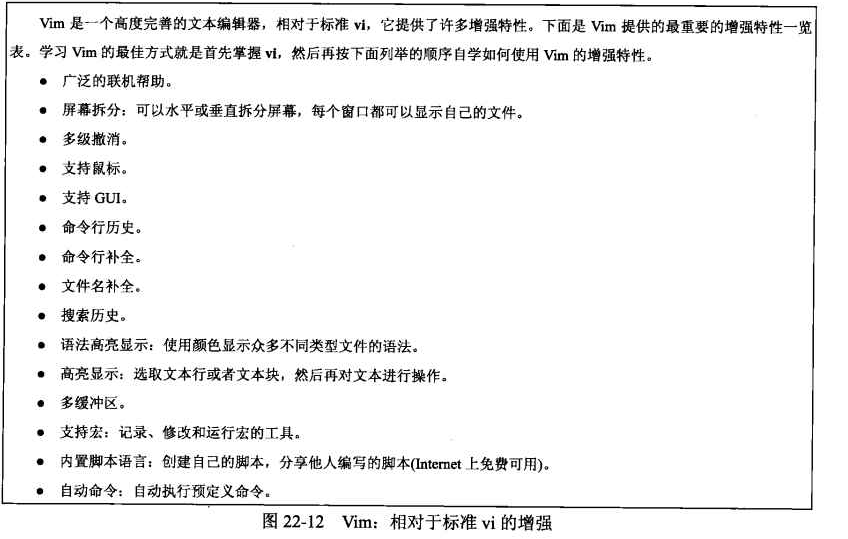 Vim 是一个高度完善的文本编辑器，相对于标准 vi，它提供了许多增强特性。下面是 Vim 提供的最重要的增强特性一览
表。学习 Vim 的最佳方式就是首先掌握 vi，然后再按下面列举的顺序自学如何使用 Vim 的增强特性。
● 广泛的联机帮助。
● 屏幕拆分：可以水平或垂直拆分屏幕，每个窗口都可以显示自己的文件。
● 多级撤消。
● 支持鼠标。
● 支持 GUI。
● 命令行历史。
● 命令行补全。
● 文件名补全。
● 搜索历史。
● 语法高亮显示：使用颜色显示众多不同类型文件的语法。
● 高亮显示：选取文本行或者文本块，然后再对文本进行操作。
● 多缓冲区。
● 支持宏：记录、修改和运行宏的工具。
● 内置脚本语言：创建自己的脚本，分享他人编写的脚本(Internet 上免费可用)。
● 自动命令：自动执行预定义命令。
图 22-12 Vim：相对于标准 vi 的增强